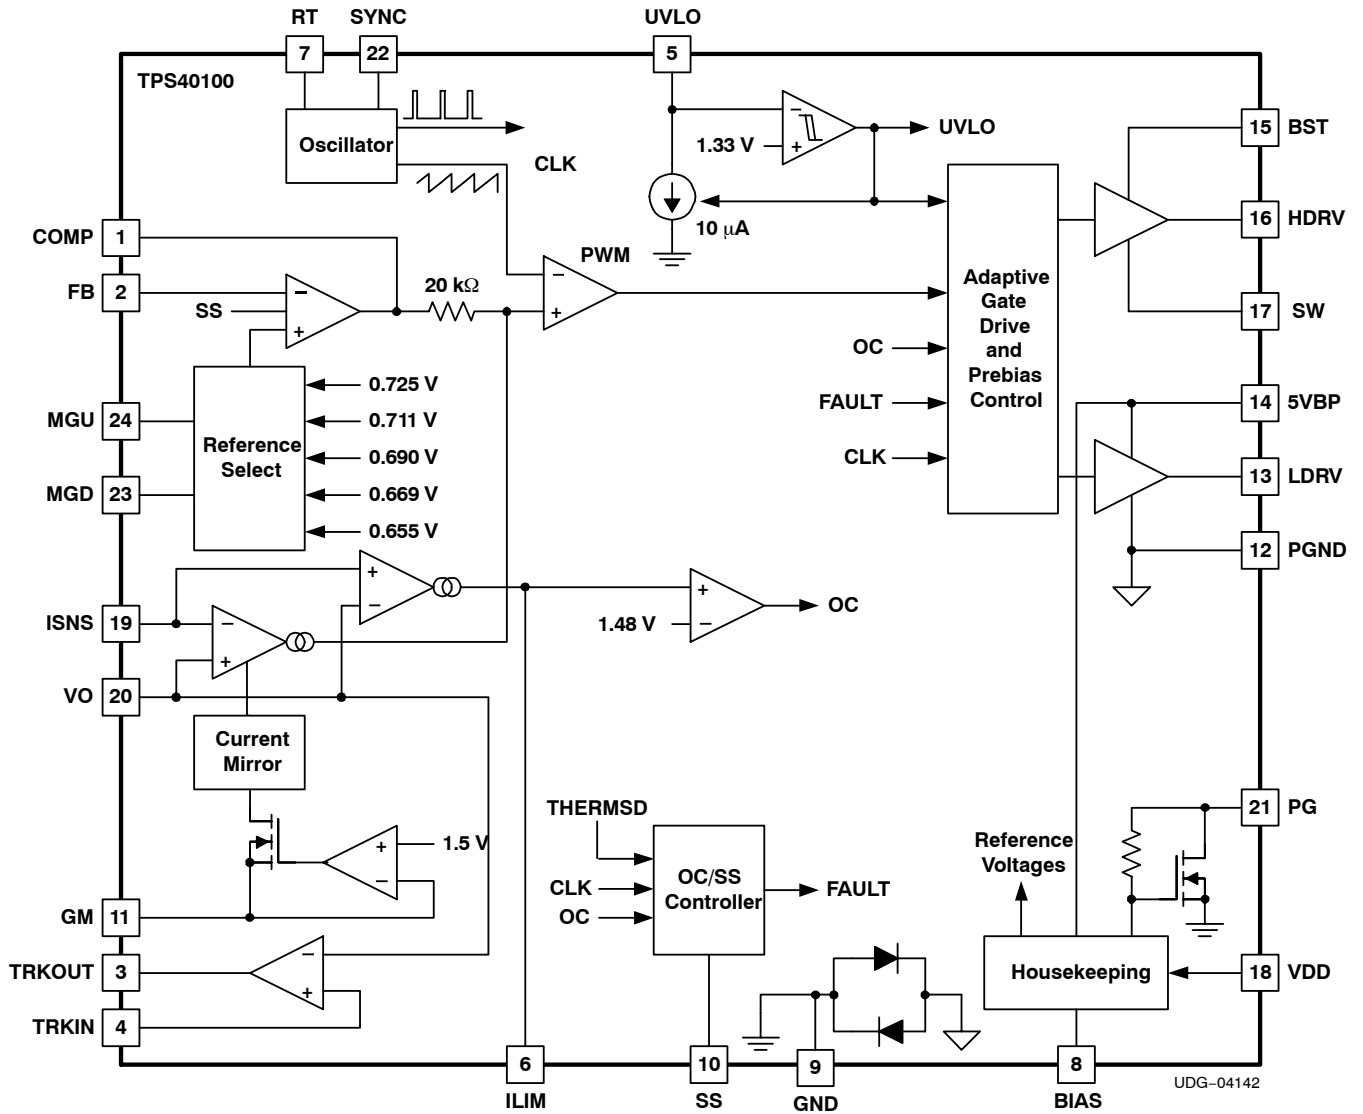 RT SYNC UVLO
7 22 5
TPS40100
Oscillator
CLK
1.33 V
− +
UVLO
10 μA
15 BST
16 HDRV
17 SW
COMP 1
FB 2
SS
− +
20 kΩ
PWM
− +
Adaptive
Gate
Drive
and
Prebias
Control
OC
FAULT
CLK
14 5VBP
13 LDRV
12 PGND
MGU 24
MGD 23
Reference
Select
0.725 V
0.711 V
0.690 V
0.669 V
0.655 V
ISNS 19
VO 20
+ −
− +
1.48 V
+ −
OC
Current
Mirror
1.5 V
+ −
GM 11
TRKOUT 3
TRKIN 4
− +
THERMSD
CLK
OC
OC/SS
Controller
FAULT
Reference
Voltages
21 PG
Housekeeping
18 VDD
6 10 9 8
ILIM SS GND BIAS
UDG−04142